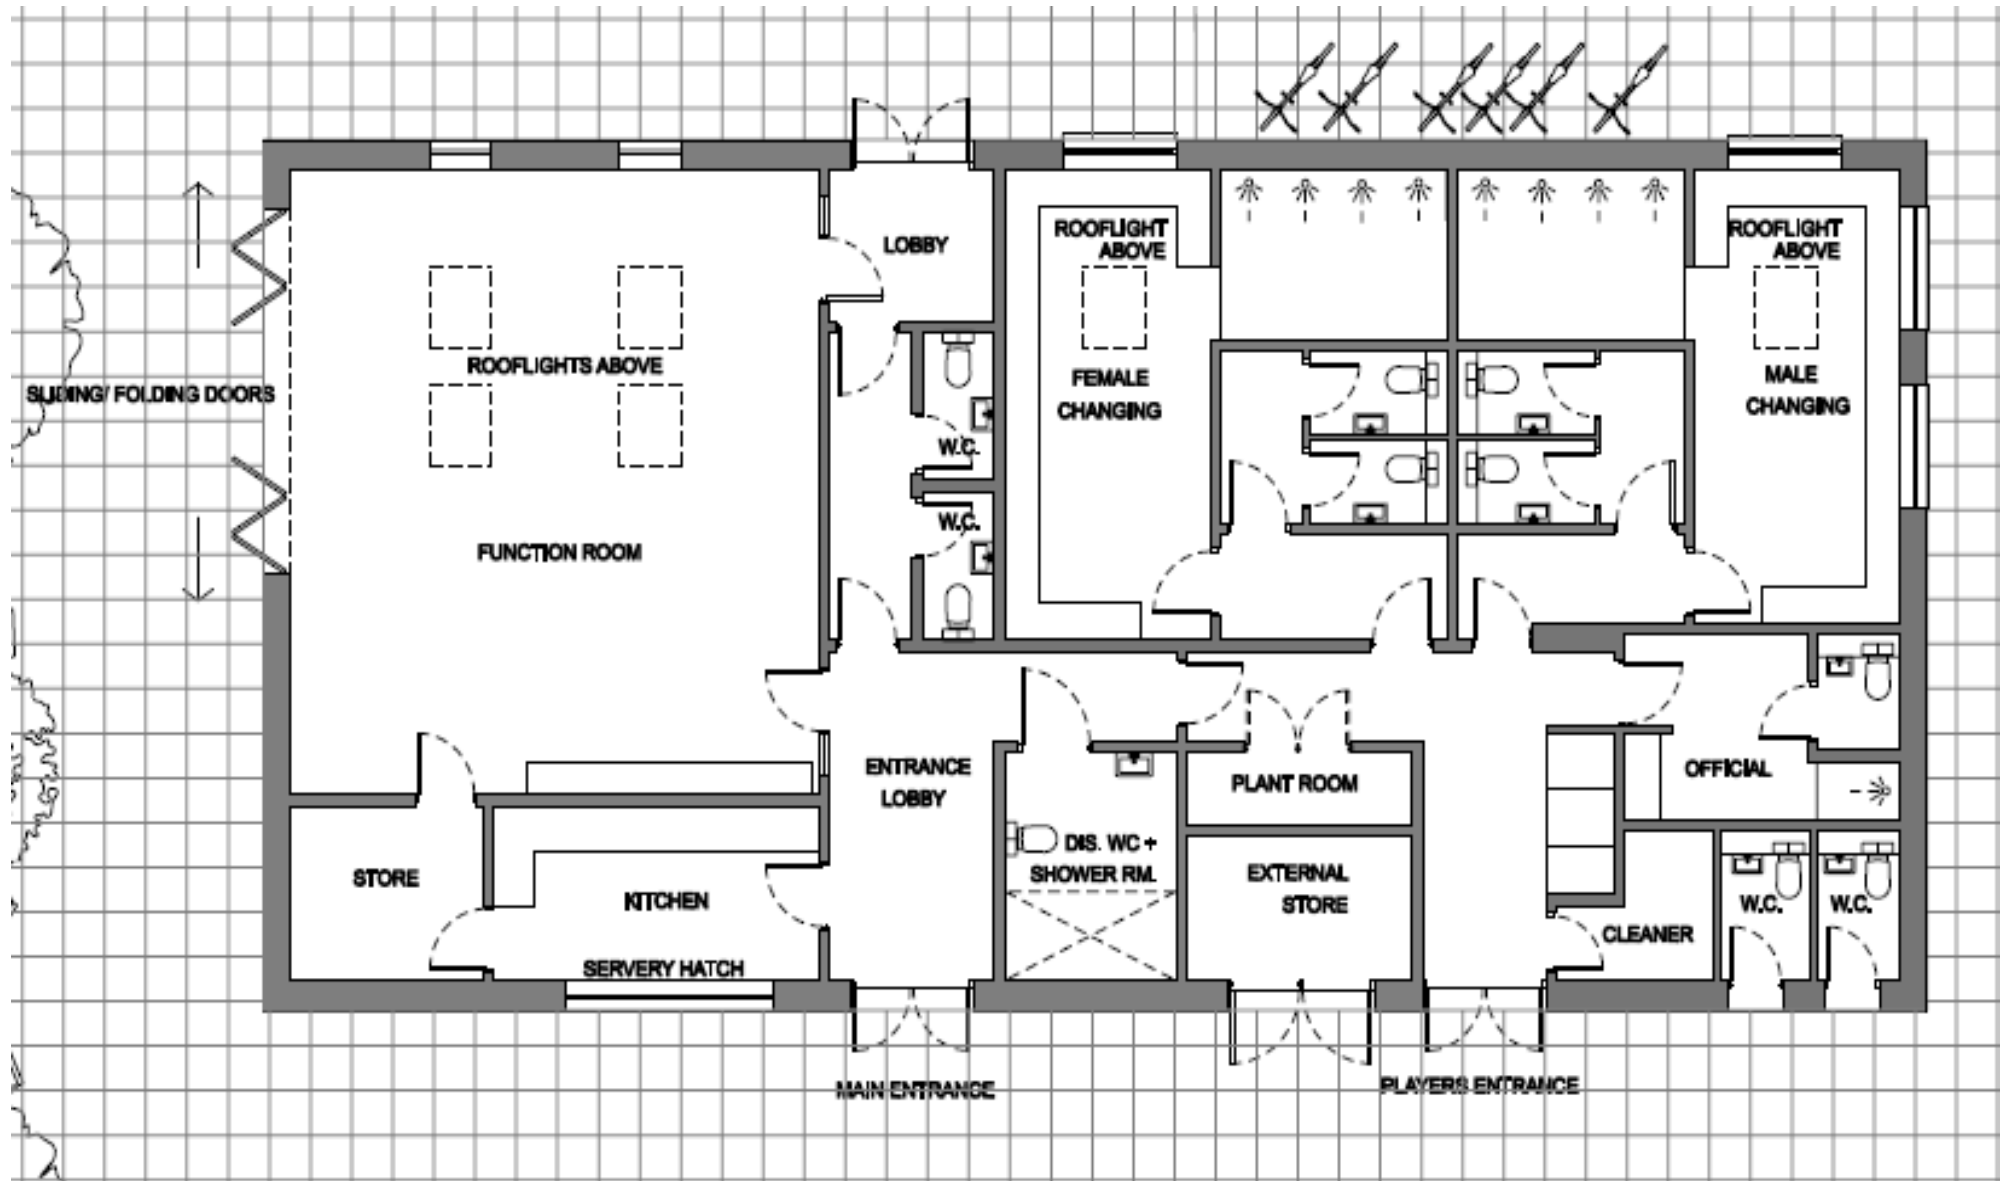 ROOFLIGHT
ABOVE
ROOFLIGHT
ABOVE
LOBBY
ROOFLIGHTS ABOVE
SLIDING/ FOLDING DOORS
FEMALE
CHANGING
MALE
CHANGING
W.C.
W.C.
FUNCTION ROOM
ENTRANCE
LOBBY
PLANT ROOM
OFFICIAL
DIS. WC +
SHOWER RM.
STORE
KITCHEN
EXTERNAL
STORE
W.C.
W.C.
CLEANER
SERVERY HATCH
MAIN ENTRANCE
PLAYERS ENTRANCE